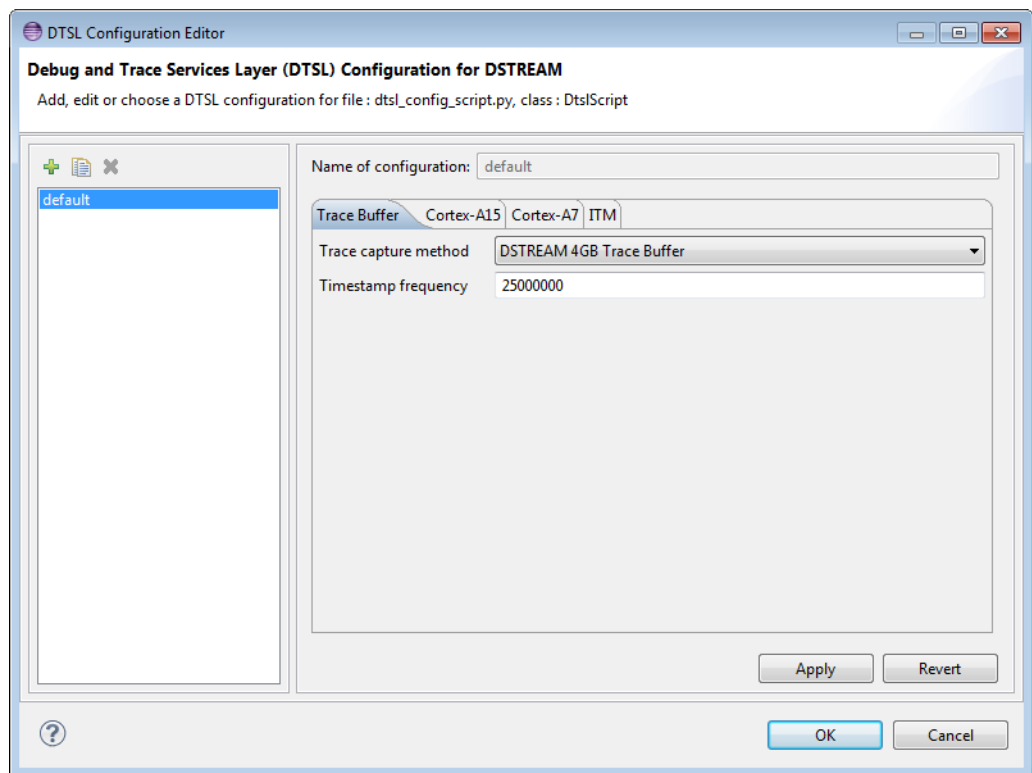 DTSL Configuration Editor
Debug and Trace Services Layer (DTSL) Configuration for DSTREAM
Add, edit or choose a DTSL configuration for file : dtsl_config_script.py, class : DtslScript
default
Name of configuration: default
Trace Buffer Cortex-A15 Cortex-A7 ITM
Trace capture method DSTREAM 4GB Trace Buffer
Timestamp frequency 25000000
Apply Revert
? OK Cancel